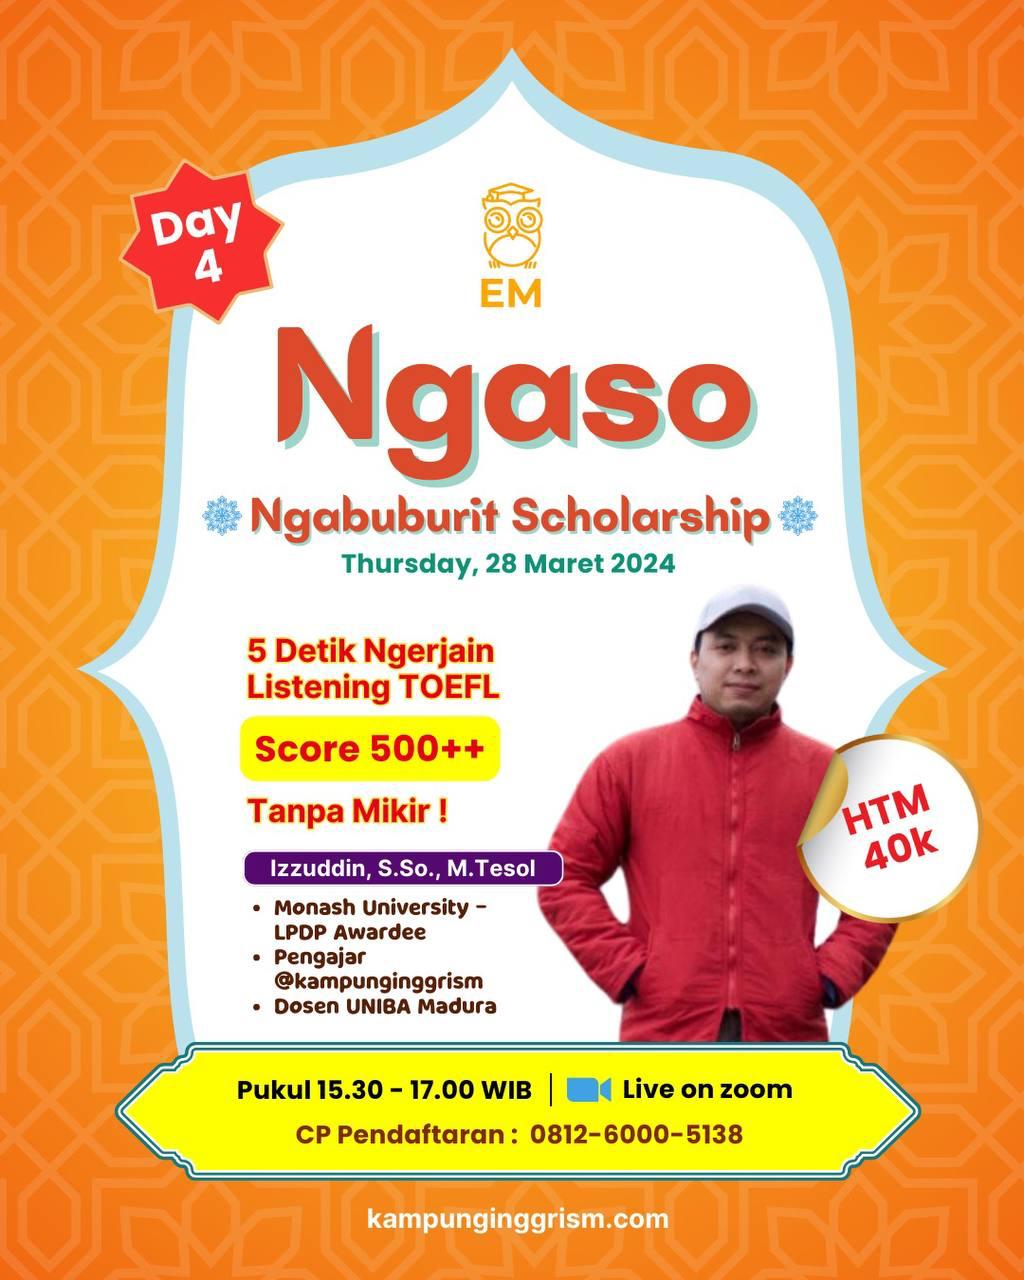 Day
4
EM
Ngaso
Ngabuburit Scholarship
Thursday, 28 Maret 2024
5 Detik Ngerjain
Listening TOEFL
Score 500++
Tanpa Mikir !
HTM
40k
Izzuddin, S.So., M.Tesol
• Monash University –
LPDP Awardee
• Pengajar
@kampunginggrism
• Dosen UNIBA Madura
Pukul 15.30 - 17.00 WIB | Live on zoom
CP Pendaftaran : 0812-6000-5138
kampunginggrism.com